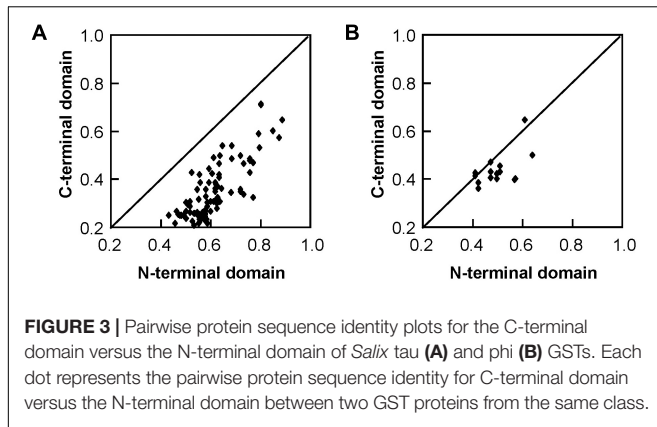 A
1.0
0.8
0.6
0.4
0.2
C-terminal domain
0.2 0.4 0.6 0.8 1.0
N-terminal domain
B
1.0
0.8
0.6
0.4
0.2
C-terminal domain
0.2 0.4 0.6 0.8 1.0
N-terminal domain
FIGURE 3 | Pairwise protein sequence identity plots for the C-terminal
domain versus the N-terminal domain of Salix tau (A) and phi (B) GSTs. Each
dot represents the pairwise protein sequence identity for C-terminal domain
versus the N-terminal domain between two GST proteins from the same class.